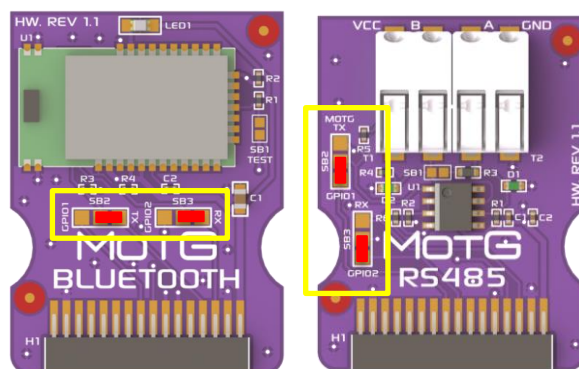 HW. REV 1.1
LED1
U1
R2
R1
SB1
TEST
R3 R4 C2
SB2 SB3
GPIO1 TX GPIO2 RX
C1
MOTG
BLUETOOTH
H1
HW. REV 1.1
VCC B A GND
MOTG
TX
R5
T1
SB2
R4 SB1 R3 T2
GPIO1 U1 D1
RX
R2 R1 C1 C2
SB3
MOTG
GPIO2
RS485
H1